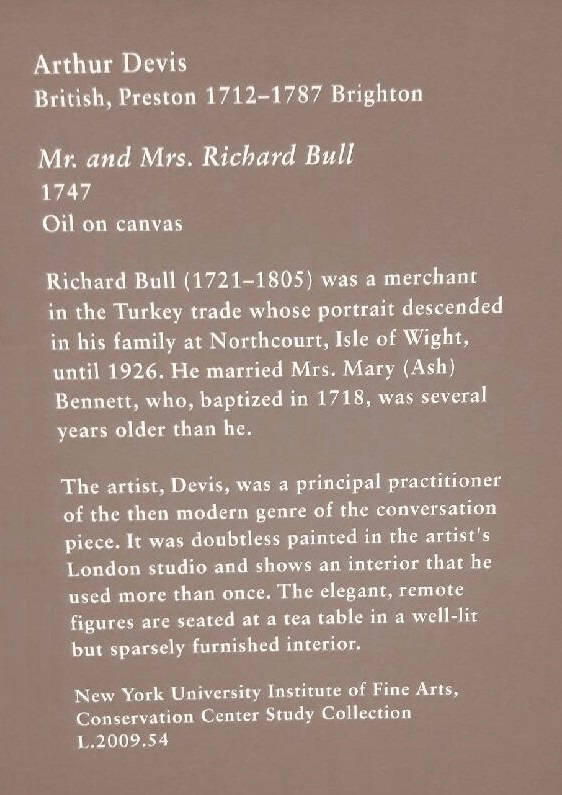 Arthur Devis
British, Preston 1712–1787 Brighton
Mr. and Mrs. Richard Bull
1747
Oil on canvas
Richard Bull (1721–1805) was a merchant
in the Turkey trade whose portrait descended
in his family at Northcourt, Isle of Wight,
until 1926. He married Mrs. Mary (Ash)
Bennett, who, baptized in 1718, was several
years older than he.
The artist, Devis, was a principal practitioner
of the then modern genre of the conversation
piece. It was doubtless painted in the artist's
London studio and shows an interior that he
used more than once. The elegant, remote
figures are seated at a tea table in a well-lit
but sparsely furnished interior.
New York University Institute of Fine Arts,
Conservation Center Study Collection
L.2009.54